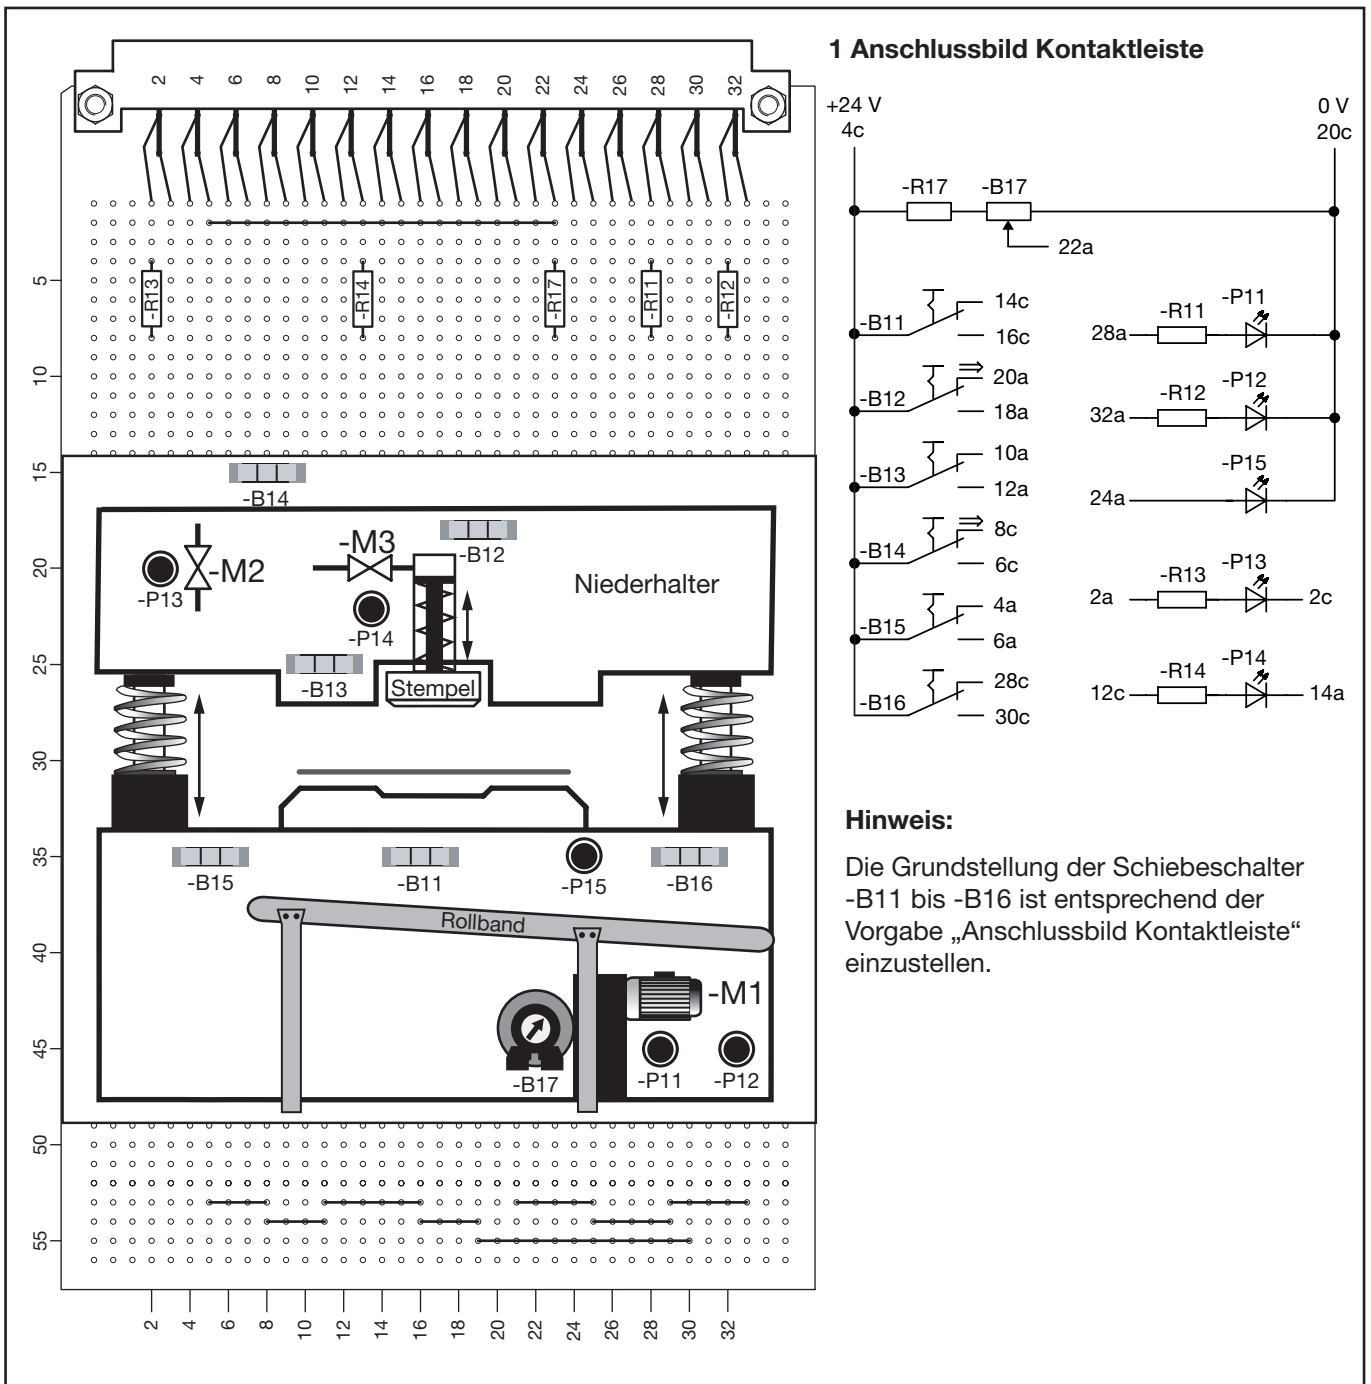 1 Anschlussbild Kontaktleiste
2 4 6 8 10 12 14 16 18 20 22 24 26 28 30 32
+24 V
4c
0 V
20c
-R17
-B17
22a
-R13
-R14
-R17
-R11
-R12
5
10
15
20
25
30
35
40
45
50
55
-B11
14c
16c
-B12
20a
18a
-B13
10a
12a
-B14
8c
6c
-B15
4a
6a
-B16
28c
30c
28a
-R11
-P11
32a
-R12
-P12
24a
-P15
2a
-R13
-P13
2c
12c
-R14
-P14
14a
-B14
-B12
-M2
-M3
-P13
-P14
Niederhalter
-B13
Stempel
-B15
-B11
-P15
-B16
Rollband
-M1
-B17
-P11
-P12
2 4 6 8 10 12 14 16 18 20 22 24 26 28 30 32
Hinweis:
Die Grundstellung der Schiebeschalter
-B11 bis -B16 ist entsprechend der
Vorgabe „Anschlussbild Kontaktleiste“
einzustellen.